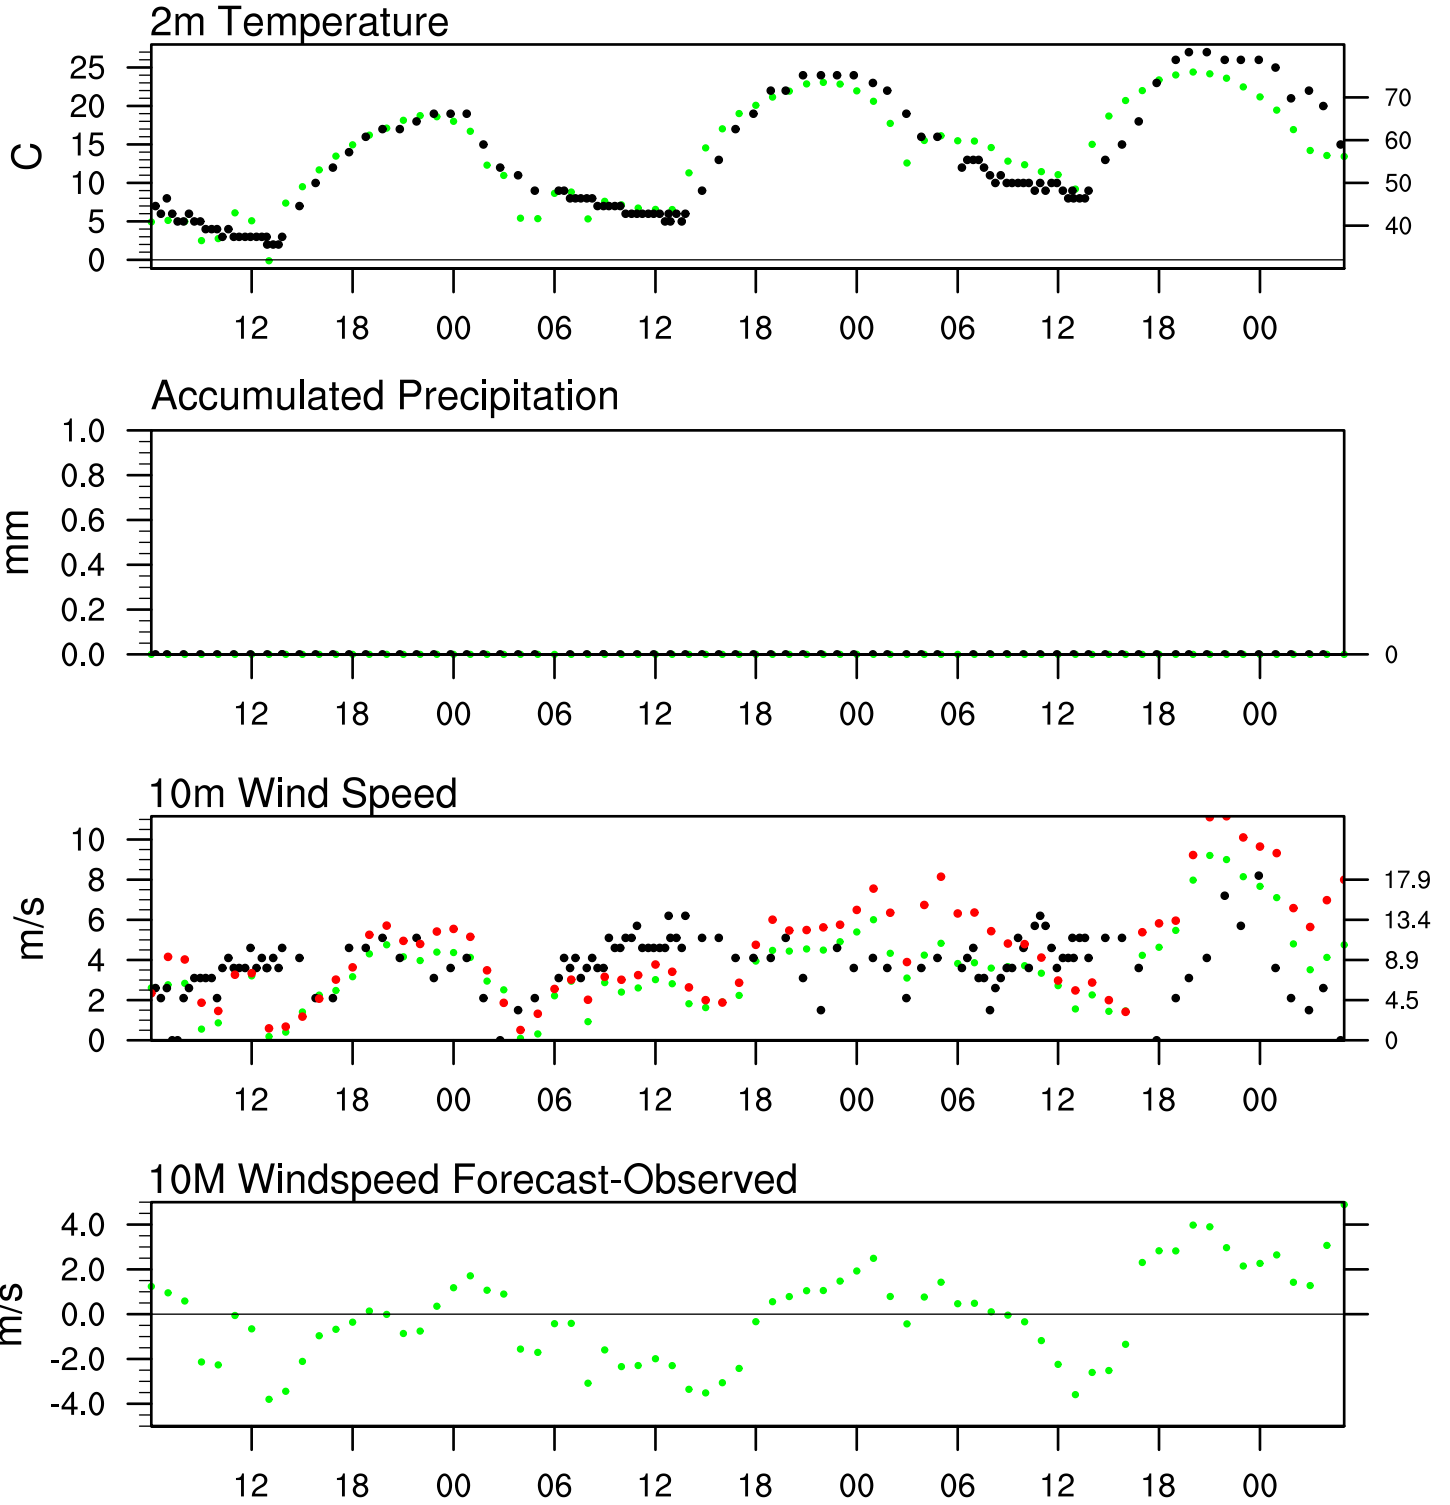 2m Temperature
C
25
20
15
10
5
0
70
60
50
40
12 18 00 06 12 18 00 06 12 18 00
Accumulated Precipitation
mm
1.0
0.8
0.6
0.4
0.2
0.0
0
12 18 00 06 12 18 00 06 12 18 00
10m Wind Speed
m/s
10
8
6
4
2
0
17.9
13.4
8.9
4.5
0
12 18 00 06 12 18 00 06 12 18 00
10M Windspeed Forecast-Observed
m/s
4.0
2.0
0.0
-2.0
-4.0
12 18 00 06 12 18 00 06 12 18 00